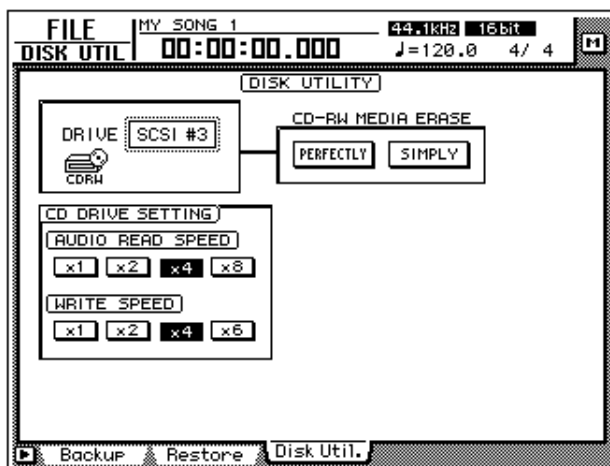 FILE MY SONG 1 44.1kHz 16bit
DISK UTIL 00:00:00.000 ♩=120.0 4/ 4 M
DISK UTILITY
CD-RW MEDIA ERASE
DRIVE SCSI #3
PERFECTLY SIMPLY
CDRW
CD DRIVE SETTING
AUDIO READ SPEED
x1 x2 x4 x8
WRITE SPEED
x1 x2 x4 x6
Backup Restore Disk Util.